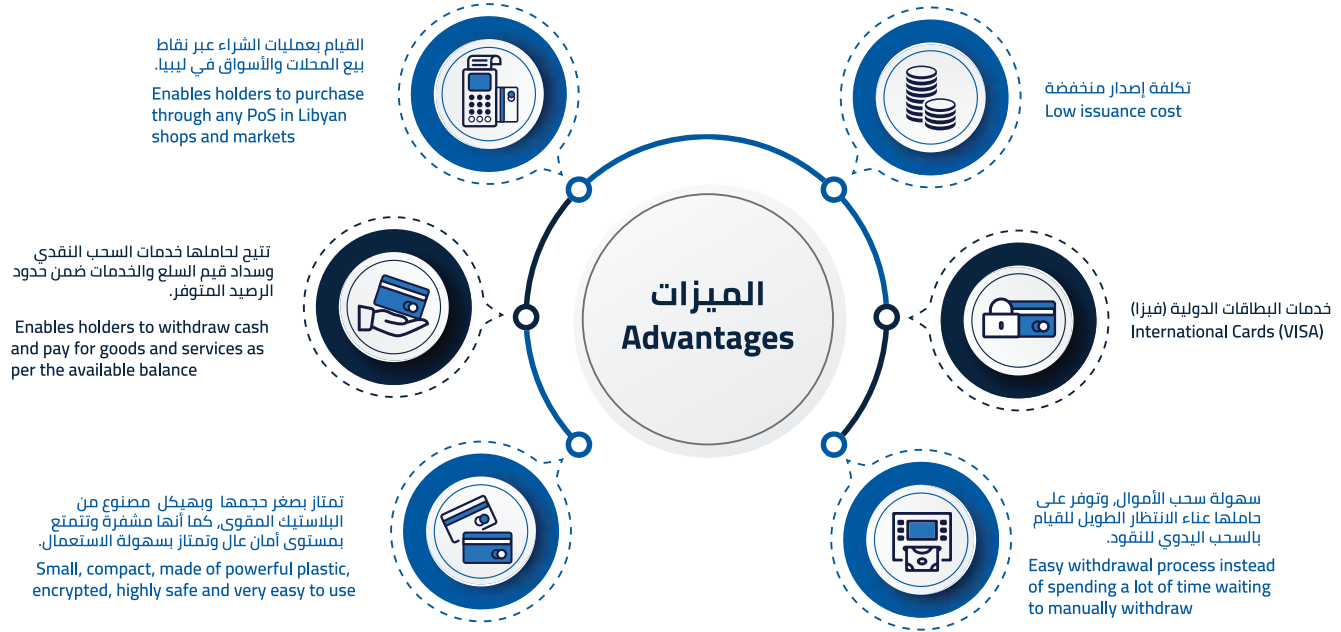 القيام بعمليات الشراء عبر نقاط
بيع المحلات والأسواق في ليبيا.
Enables holders to purchase
through any PoS in Libyan
shops and markets
تكلفة إصدار منخفضة
Low issuance cost
تتيح لحاملها خدمات السحب النقدي
وسداد قيم السلع والخدمات ضمن حدود
الرصيد المتوفر.
Enables holders to withdraw cash
and pay for goods and services as
per the available balance
الميزات
Advantages
خدمات البطاقات الدولية (فيزا)
International Cards (VISA)
تمتاز بصغر حجمها وبهيكل مصنوع من
البلاستيك المقوى, كما أنها مشفرة وتتمتع
بمستوى أمان عال وتمتاز بسهولة الاستعمال.
Small, compact, made of powerful plastic,
encrypted, highly safe and very easy to use
سهولة سحب الأموال, وتوفر على
حاملها عناء الانتظار الطويل للقيام
بالسحب اليدوي للنقود.
Easy withdrawal process instead
of spending a lot of time waiting
to manually withdraw